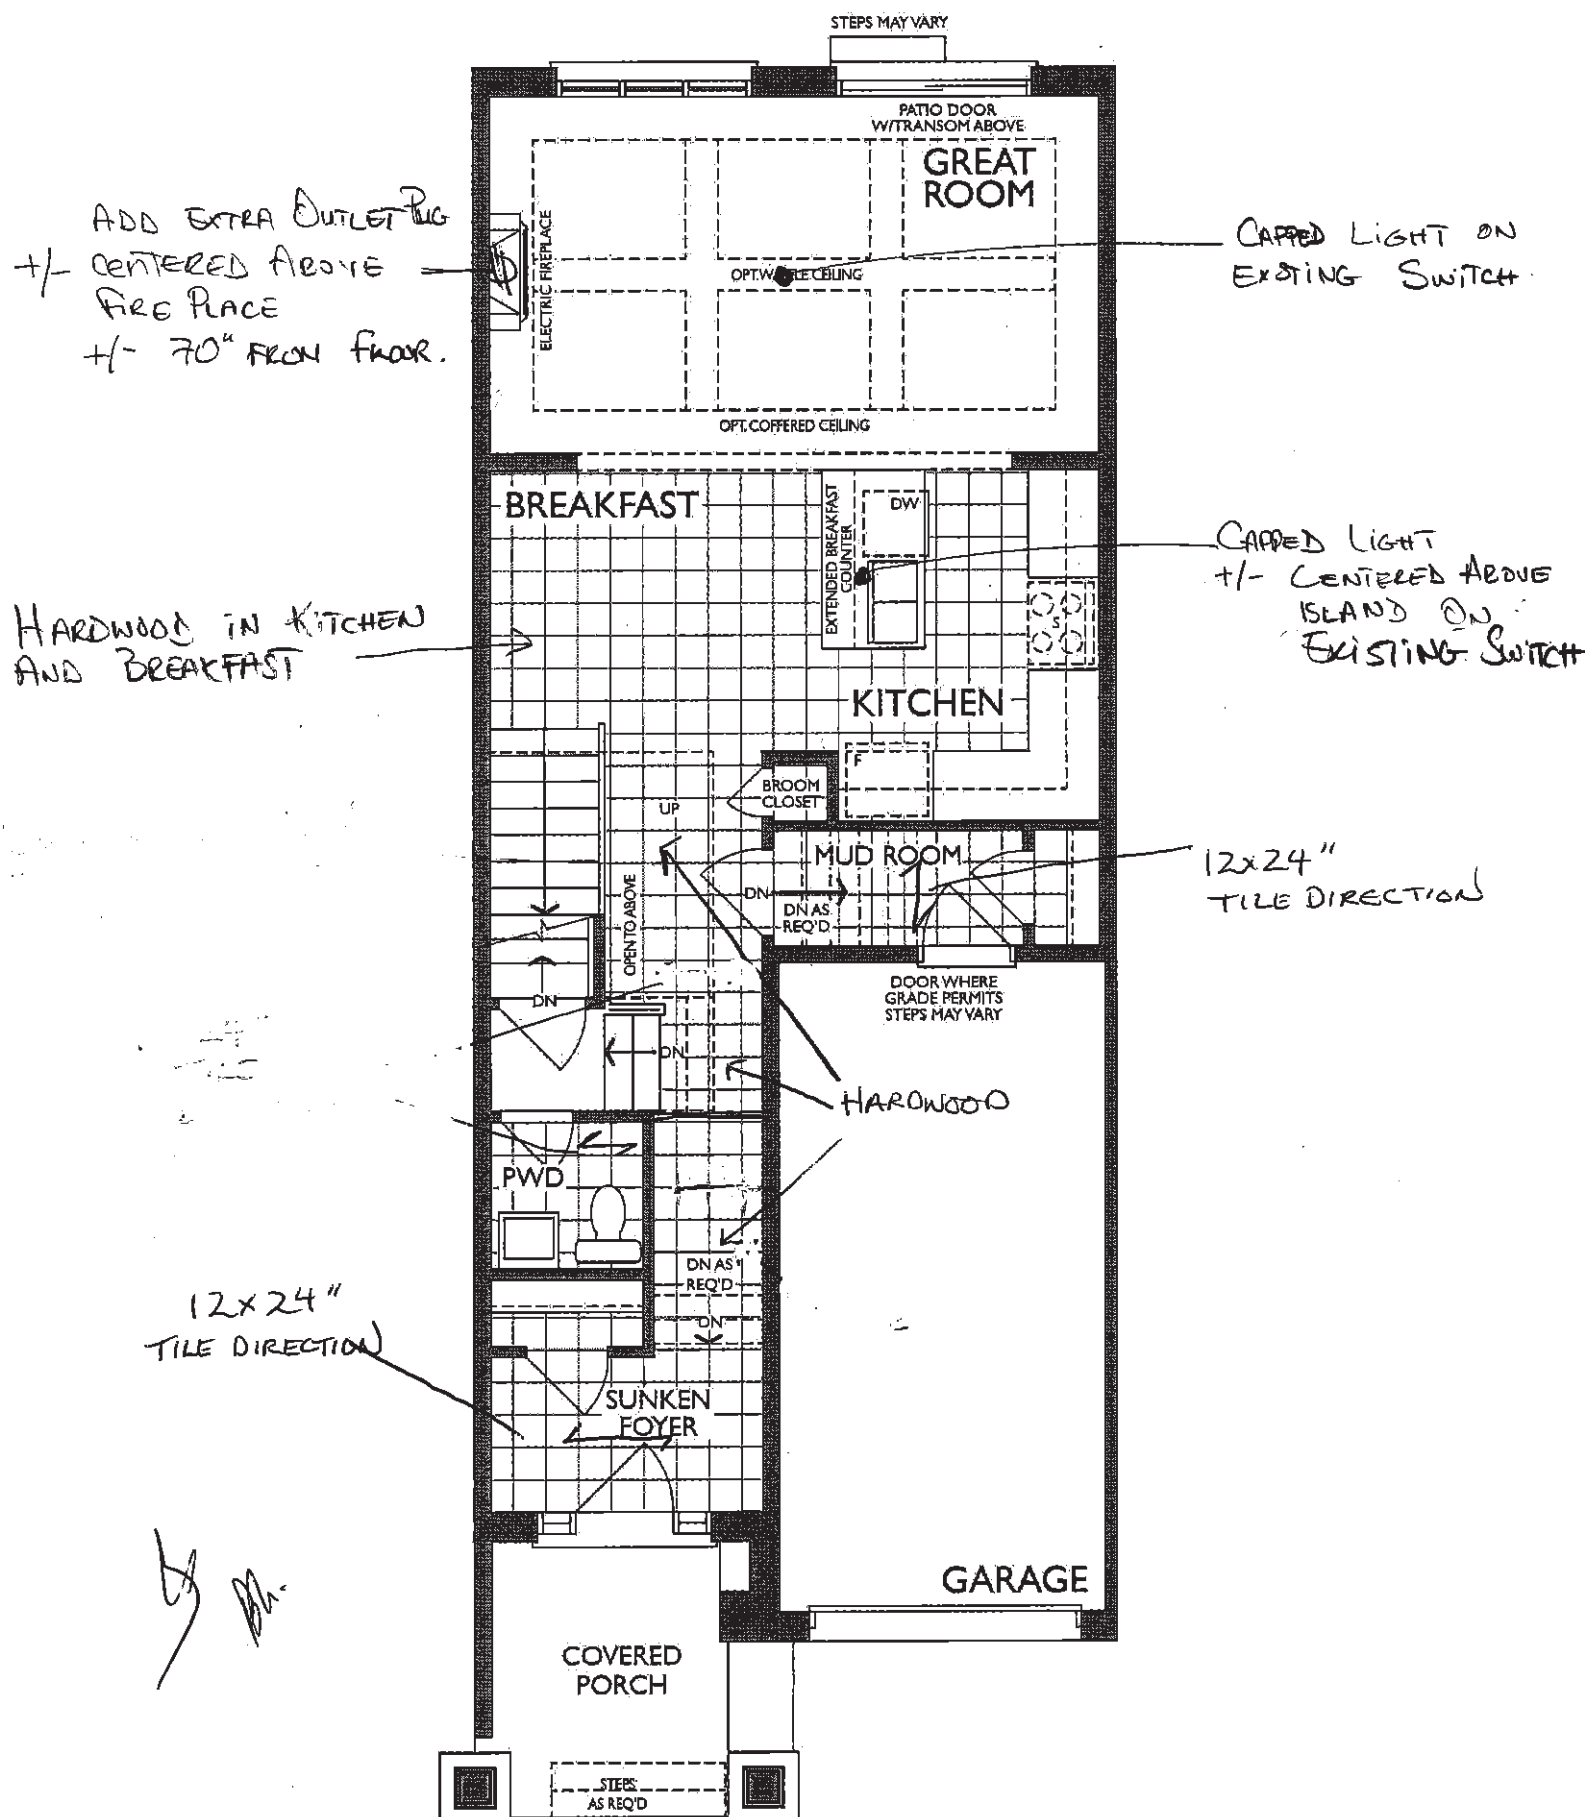 STEPS MAY VARY
PATIO DOOR
W/TRANSOM ABOVE
GREAT
ROOM
ADD EXTRA OUTLET PLUG
+/- CENTERED ABOVE
FIRE PLACE
+/- 70" FROM FLOOR.
ELECTRIC FIREPLACE
CAPPED LIGHT ON
EXISTING SWITCH
CEILING
OPT. COFFERED CEILING
BREAKFAST
EXTENDED BREAKFAST
COUNTER
DW
CAPPED LIGHT
+/- CENTERED ABOVE
ISLAND ON
EXISTING SWITCH
S
HARDWOOD IN KITCHEN
AND BREAKFAST
KITCHEN
F
BROOM
CLOSET
UP
MUD ROOM
12x24"
TILE DIRECTION
DN
DN AS
REQ'D
OPEN TO ABOVE
DN
DOOR WHERE
GRADE PERMITS
STEPS MAY VARY
DN
HARDWOOD
PWD
DN AS
REQ'D
DN
12x24"
TILE DIRECTION
SUNKEN
FOYER
GARAGE
COVERED
PORCH
STEPS
AS REQ'D